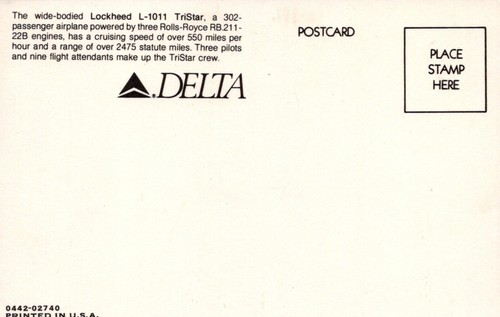 The wide-bodied Lockheed L-1011 TriStar, a 302-
passenger airplane powered by three Rolls-Royce RB.211-
22B engines, has a cruising speed of over 550 miles per
hour and a range of over 2475 statute miles. Three pilots
and nine flight attendants make up the TriStar crew.
DELTA
POSTCARD
PLACE
STAMP
HERE
0442-02740
PRINTED IN U.S.A.